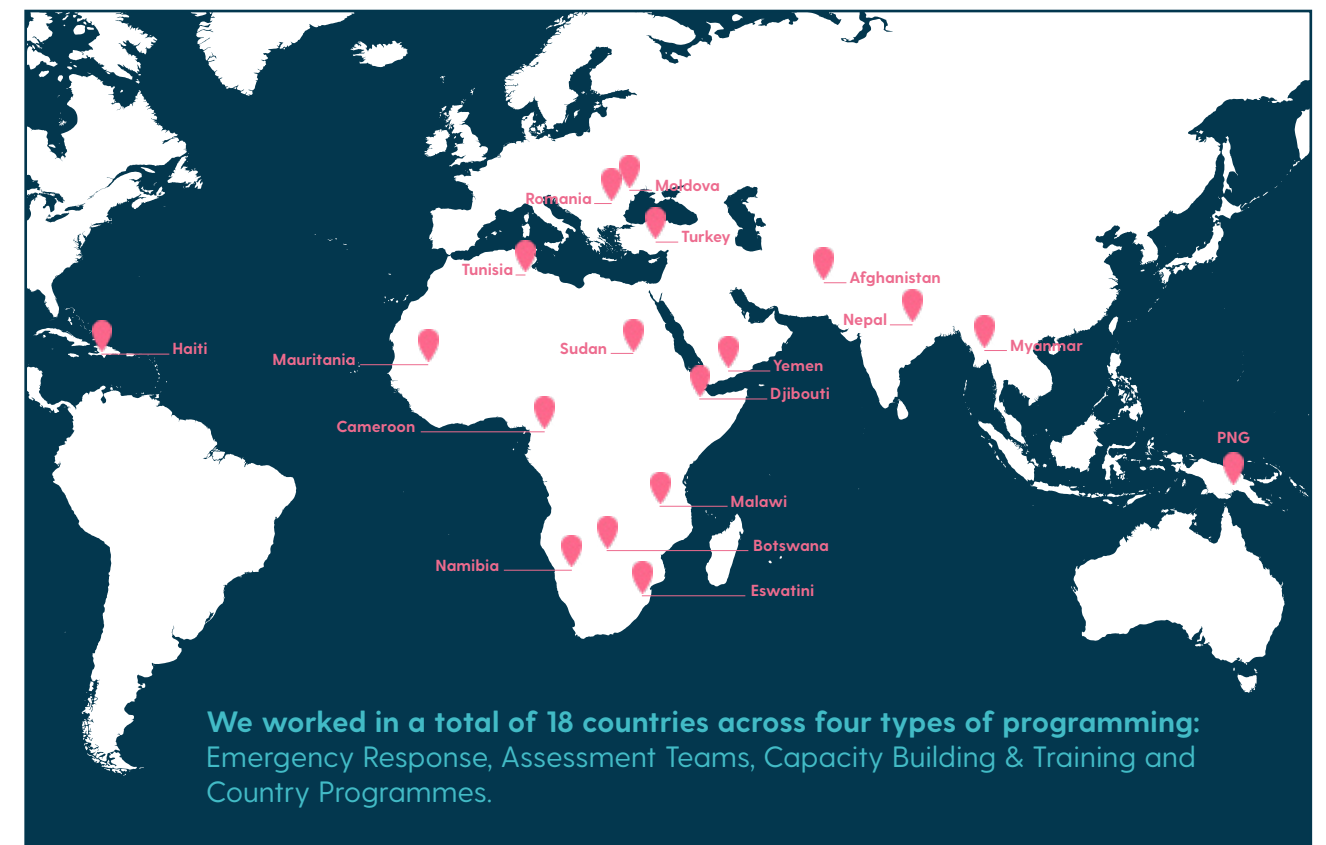 Moldova
Romania
Turkey
Tunisia
Afghanistan
Nepal
Myanmar
Haiti
Mauritania
Sudan
Yemen
Djibouti
Cameroon
PNG
Malawi
Botswana
Namibia
Eswatini
We worked in a total of 18 countries across four types of programming:
Emergency Response, Assessment Teams, Capacity Building & Training and
Country Programmes.